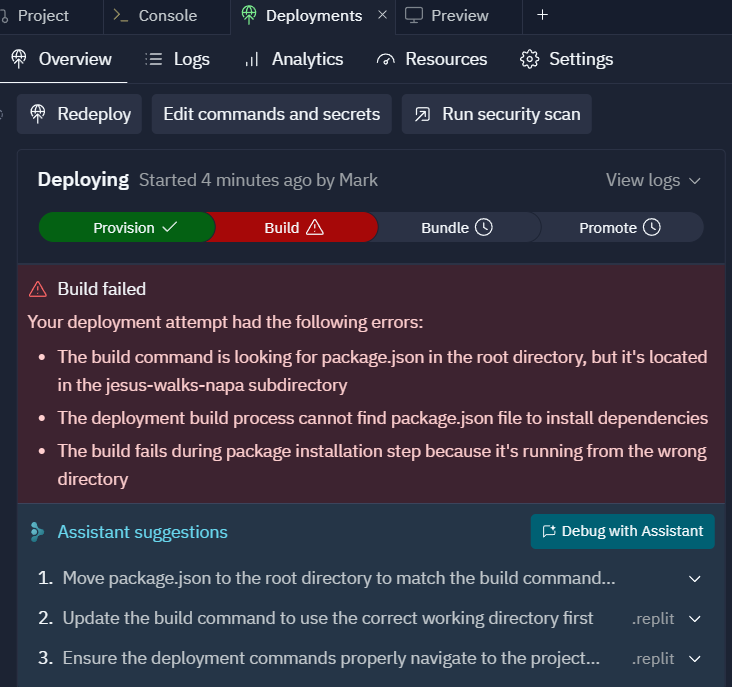 Project
Console
Deployments
Preview
Overview
Logs
Analytics
Resources
Settings
Redeploy
Edit commands and secrets
Run security scan
Deploying Started 4 minutes ago by Mark
View logs
Provision
Build
Bundle
Promote
Build failed
Your deployment attempt had the following errors:
• The build command is looking for package.json in the root directory, but it's located
in the jesus-walks-napa subdirectory
• The deployment build process cannot find package.json file to install dependencies
• The build fails during package installation step because it's running from the wrong
directory
Assistant suggestions
Debug with Assistant
1. Move package.json to the root directory to match the build command...
2. Update the build command to use the correct working directory first .replit
3. Ensure the deployment commands properly navigate to the project... .replit